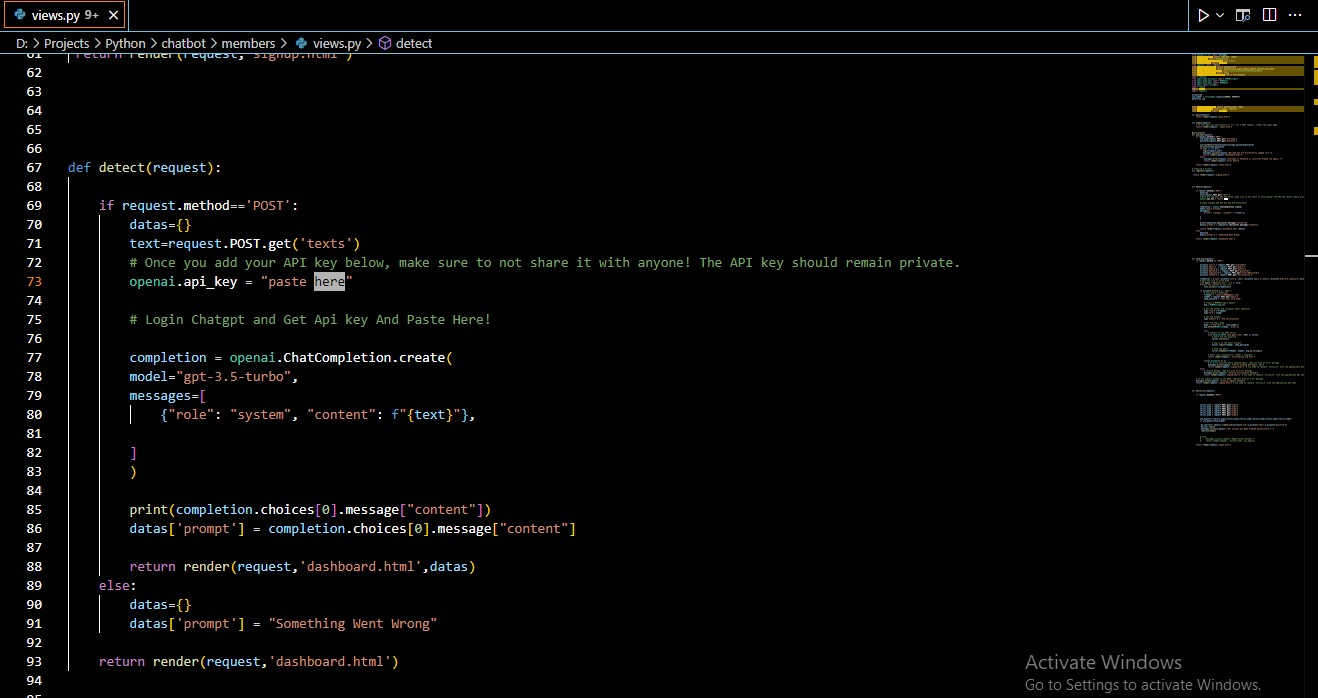 views.py 9+
D: > Projects > Python > chatbot > members > views.py > detect
61 return render(request,'signup.html')
62
63
64
65
66
67 def detect(request):
68
69 if request.method=='POST':
70 datas={}
71 text=request.POST.get('texts')
72 # Once you add your API key below, make sure to not share it with anyone! The API key should remain private.
73 openai.api_key = "paste here"
74
75 # Login Chatgpt and Get Api key And Paste Here!
76
77 completion = openai.ChatCompletion.create(
78 model="gpt-3.5-turbo",
79 messages=[
80 {"role": "system", "content": f"{text}"},
81
82 ]
83 )
84
85 print(completion.choices[0].message["content"])
86 datas['prompt'] = completion.choices[0].message["content"]
87
88 return render(request,'dashboard.html',datas)
89 else:
90 datas={}
91 datas['prompt'] = "Something Went Wrong"
92
93 return render(request,'dashboard.html')
94
95
Activate Windows
Go to Settings to activate Windows.